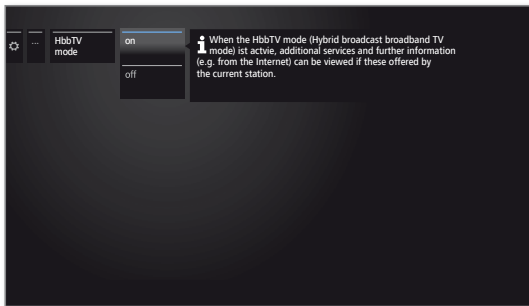 ...
HbbTV
mode
on
off
When the HbbTV mode (Hybrid broadcast broadband TV
mode) ist actvie, additional services and further information
(e.g. from the Internet) can be viewed if these offered by
the current station.